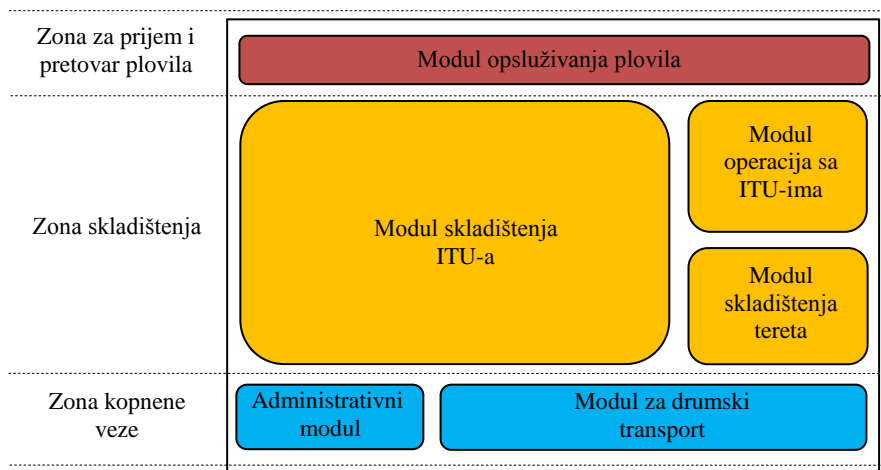 Zona za prijem i
pretovar plovila
Modul opsluživanja plovila
Zona skladištenja
Modul skladištenja
ITU-a
Modul
operacija sa
ITU-ima
Modul
skladištenja
tereta
Zona kopnene
veze
Administrativni
modul
Modul za drumski
transport